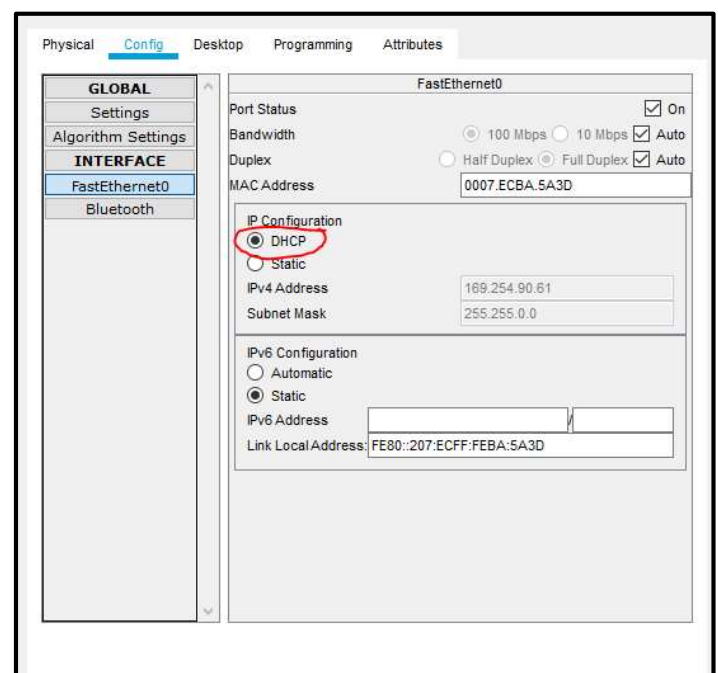 Physical Config Desktop Programming Attributes
GLOBAL
Settings
Algorithm Settings
INTERFACE
FastEthernet0
Bluetooth
FastEthernet0
Port Status On
Bandwidth 100 Mbps 10 Mbps Auto
Duplex Half Duplex Full Duplex Auto
MAC Address 0007.ECBA.5A3D
IP Configuration
DHCP
Static
IPv4 Address 169.254.90.61
Subnet Mask 255.255.0.0
IPv6 Configuration
Automatic
Static
IPv6 Address /
Link Local Address: FE80::207:ECFF:FEBA:5A3D